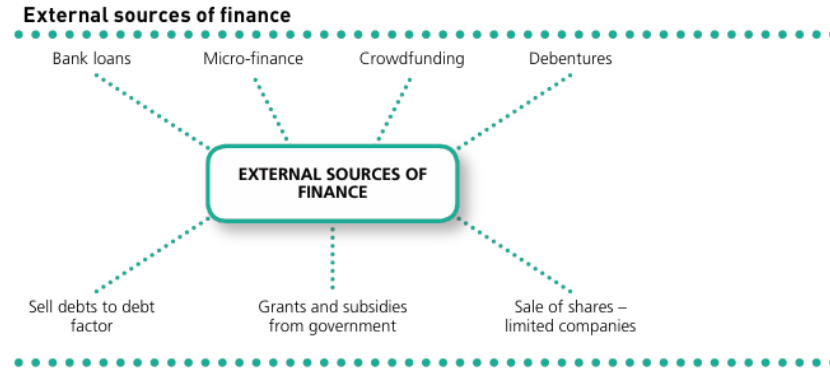 External sources of finance
Bank loans
Micro-finance
Crowdfunding
Debentures
EXTERNAL SOURCES OF
FINANCE
Sell debts to debt
factor
Grants and subsidies
from government
Sale of shares –
limited companies